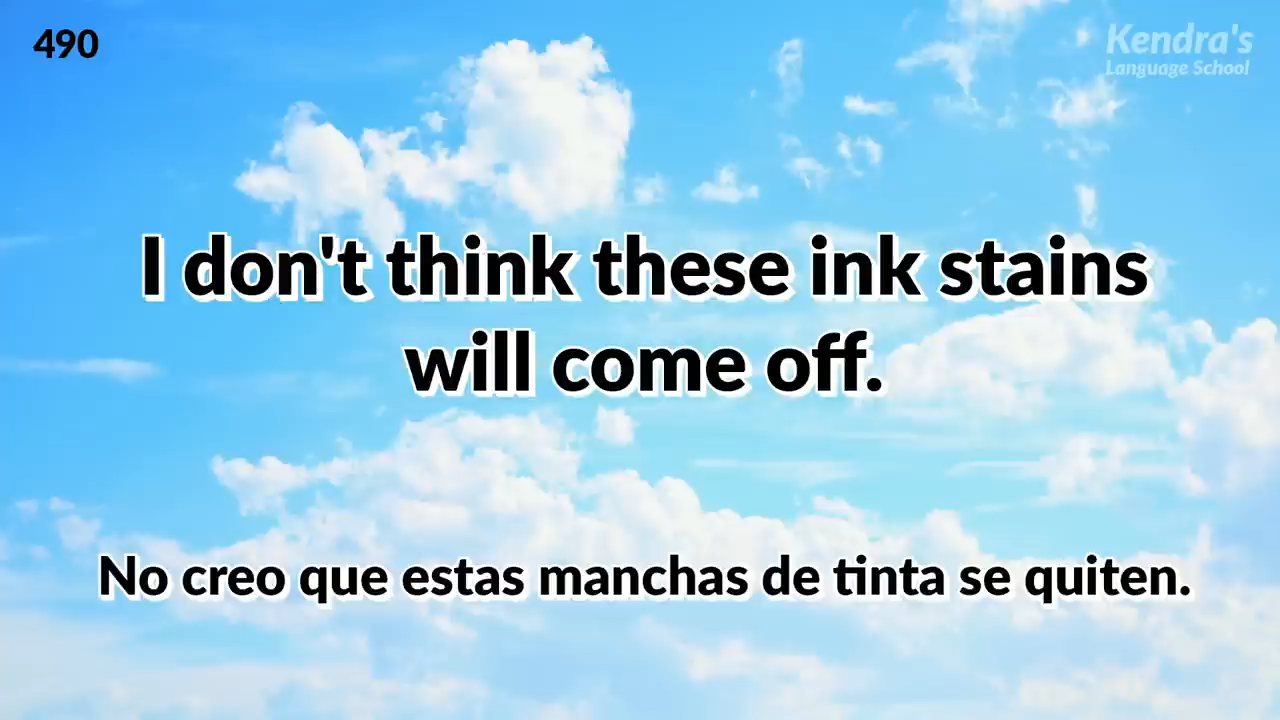 490
Kendra's
Language School
I don't think these ink stains
will come off.
No creo que estas manchas de tinta se quiten.